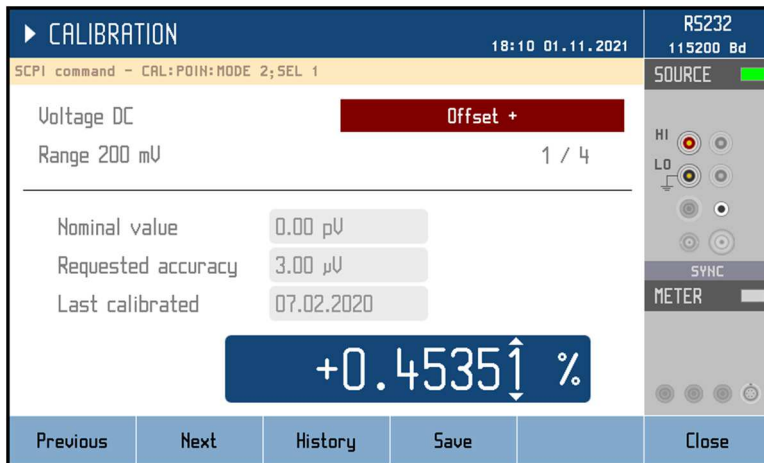 CALIBRATION
18:10 01.11.2021
RS232
115200 Bd
SCPI command - CAL:POIN:MODE 2;SEL 1
SOURCE
Voltage DC
Offset +
Range 200 mV
1 / 4
HI
LO
Nominal value
0.00 pV
Requested accuracy
3.00 µV
Last calibrated
07.02.2020
SYNC
METER
+0.45351 %
Previous
Next
History
Save
Close